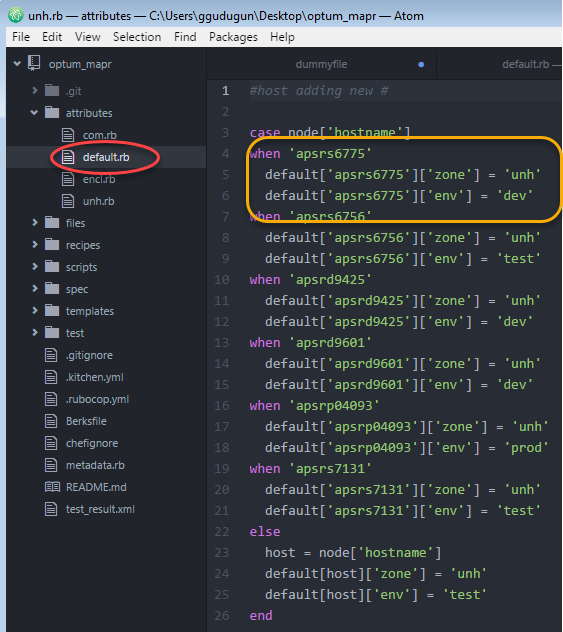 unh.rb — attributes — C:\Users\ggudugun\Desktop\optum_mapr — Atom
File Edit View Selection Find Packages Help
optum_mapr
.git
attributes
com.rb
default.rb
encl.rb
unh.rb
files
recipes
scripts
spec
templates
test
.gitignore
.kitchen.yml
.rubocop.yml
Berksfile
chefignore
metadata.rb
README.md
test_result.xml
dummyfile default.rb —
1 #host adding new #
2
3 case node['hostname']
4 when 'apsrs6775'
5 default['apsrs6775']['zone'] = 'unh'
6 default['apsrs6775']['env'] = 'dev'
7 when 'apsrs6756'
8 default['apsrs6756']['zone'] = 'unh'
9 default['apsrs6756']['env'] = 'test'
10 when 'apsrd9425'
11 default['apsrd9425']['zone'] = 'unh'
12 default['apsrd9425']['env'] = 'dev'
13 when 'apsrd9601'
14 default['apsrd9601']['zone'] = 'unh'
15 default['apsrd9601']['env'] = 'dev'
16 when 'apsrp04093'
17 default['apsrp04093']['zone'] = 'unh'
18 default['apsrp04093']['env'] = 'prod'
19 when 'apsrs7131'
20 default['apsrs7131']['zone'] = 'unh'
21 default['apsrs7131']['env'] = 'test'
22 else
23 host = node['hostname']
24 default[host]['zone'] = 'unh'
25 default[host]['env'] = 'test'
26 end